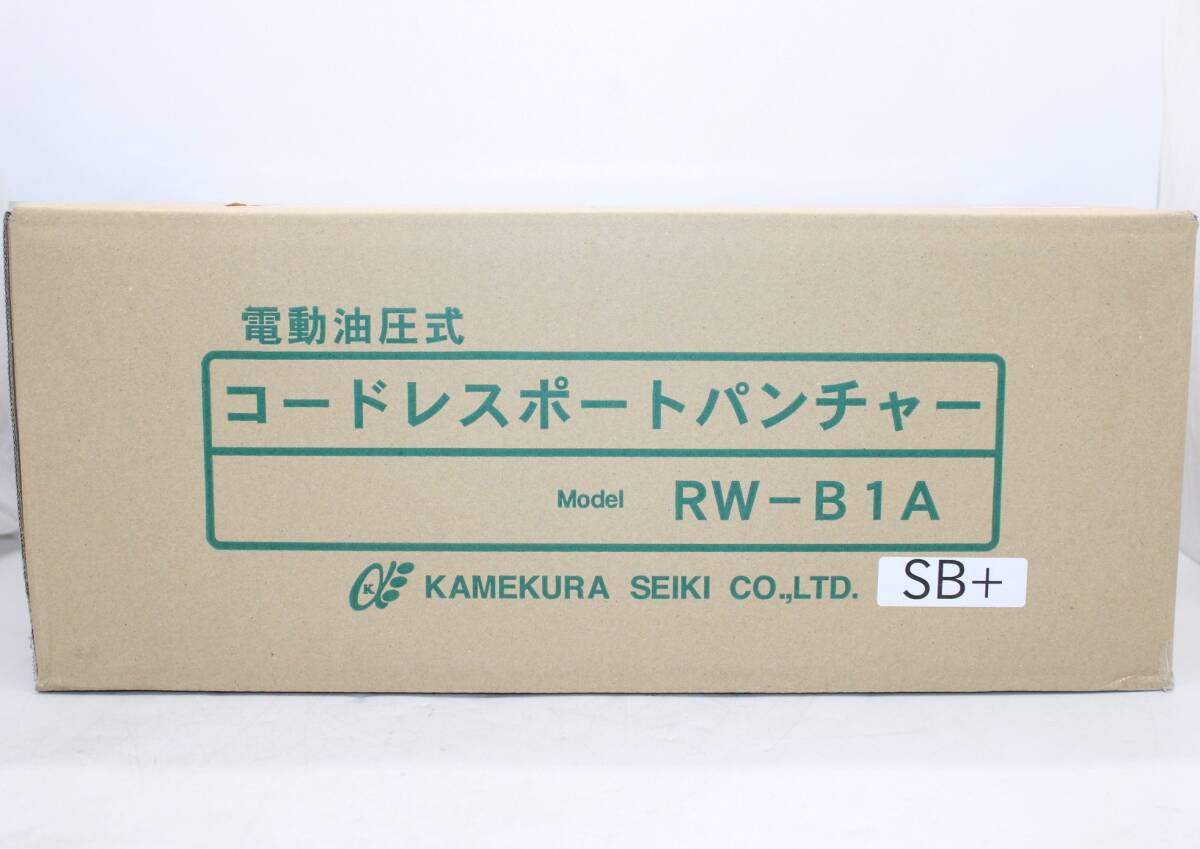 電動油圧式
コードレスポートパンチャー
Model RW-B1A
K KAMEKURA SEIKI CO.,LTD. SB+